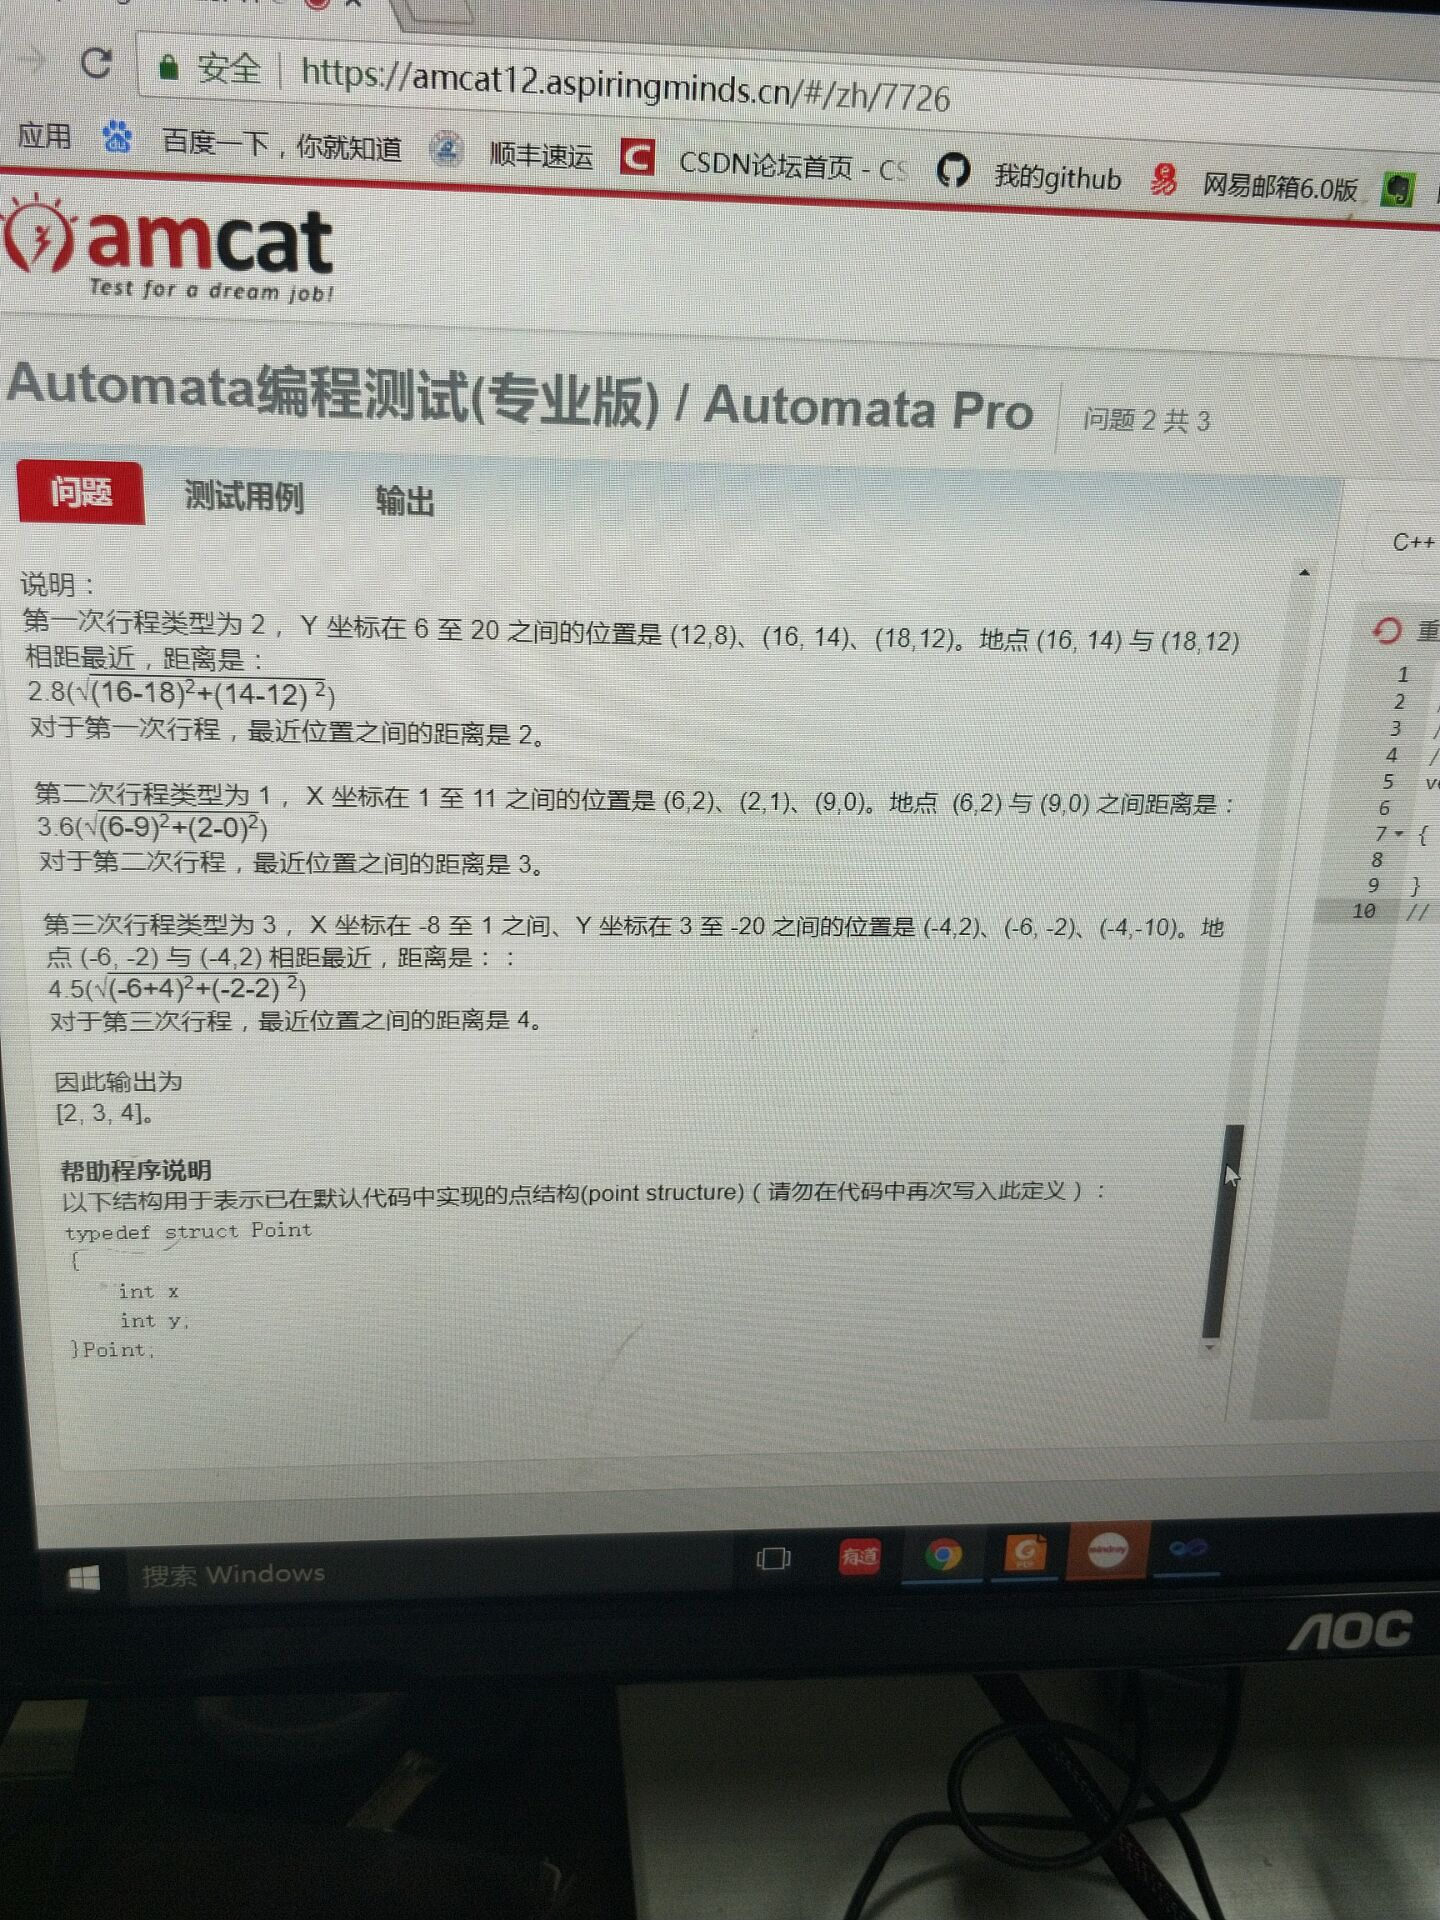 安全 https://amcat12.aspiringminds.cn/#/zh/7726
应用 百度一下，你就知道 顺丰速运 CSDN论坛首页 - CS 我的github 网易邮箱6.0版
amcat
Test for a dream job!
Automata编程测试(专业版) / Automata Pro 问题 2 共 3
问题 测试用例 输出
C++
说明：
第一次行程类型为 2， Y 坐标在 6 至 20 之间的位置是 (12,8)、(16, 14)、(18,12)。地点 (16, 14) 与 (18,12)
相距最近，距离是：
2.8(√(16-18)²+(14-12) ²)
对于第一次行程，最近位置之间的距离是 2。
第二次行程类型为 1， X 坐标在 1 至 11 之间的位置是 (6,2)、(2,1)、(9,0)。地点 (6,2) 与 (9,0) 之间距离是：
3.6(√(6-9)²+(2-0)²)
对于第二次行程，最近位置之间的距离是 3。
第三次行程类型为 3， X 坐标在 -8 至 1 之间、Y 坐标在 3 至 -20 之间的位置是 (-4,2)、(-6, -2)、(-4,-10)。地
点 (-6, -2) 与 (-4,2) 相距最近，距离是：：
4.5(√(-6+4)²+(-2-2) ²)
对于第三次行程，最近位置之间的距离是 4。
因此输出为
[2, 3, 4]。
帮助程序说明
以下结构用于表示已在默认代码中实现的点结构(point structure)（请勿在代码中再次写入此定义）：
typedef struct Point
{
int x
int y;
}Point;
重
1
2 /
3 /
4 /
5 v
6
7 {
8
9 }
10 //
搜索 Windows
有道
mindray
AOC